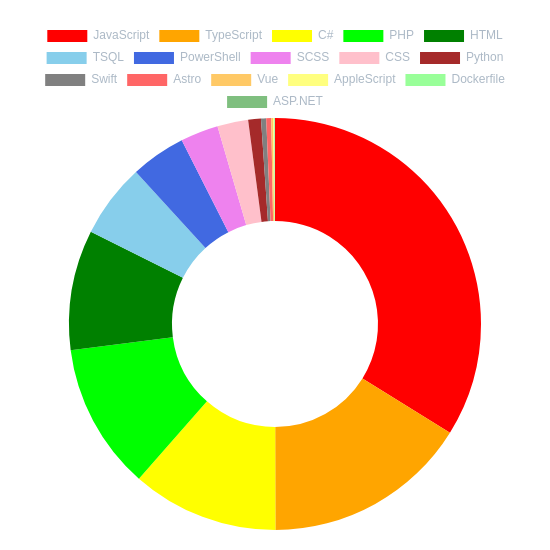 JavaScript TypeScript C# PHP HTML
TSQL PowerShell SCSS CSS Python
Swift Astro Vue AppleScript Dockerfile
ASP.NET